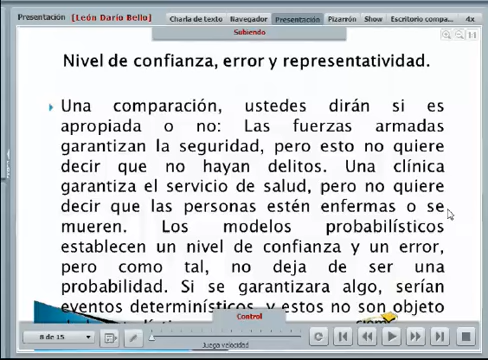 Presentación [León Darío Bello]
Charla de texto Navegador Presentación Pizarrón Show Escritorio compa... 4x
Subiendo
1:1
Nivel de confianza, error y representatividad.
Una comparación, ustedes dirán si es
apropiada o no: Las fuerzas armadas
garantizan la seguridad, pero esto no quiere
decir que no hayan delitos. Una clínica
garantiza el servicio de salud, pero no quiere
decir que las personas estén enfermas o se
mueren. Los modelos probabilísticos
establecen un nivel de confianza y un error,
pero como tal, no deja de ser una
probabilidad. Si se garantizara algo, serían
eventos determinísticos, y estos no son objeto
Control
8 de 15
Juega velocidad